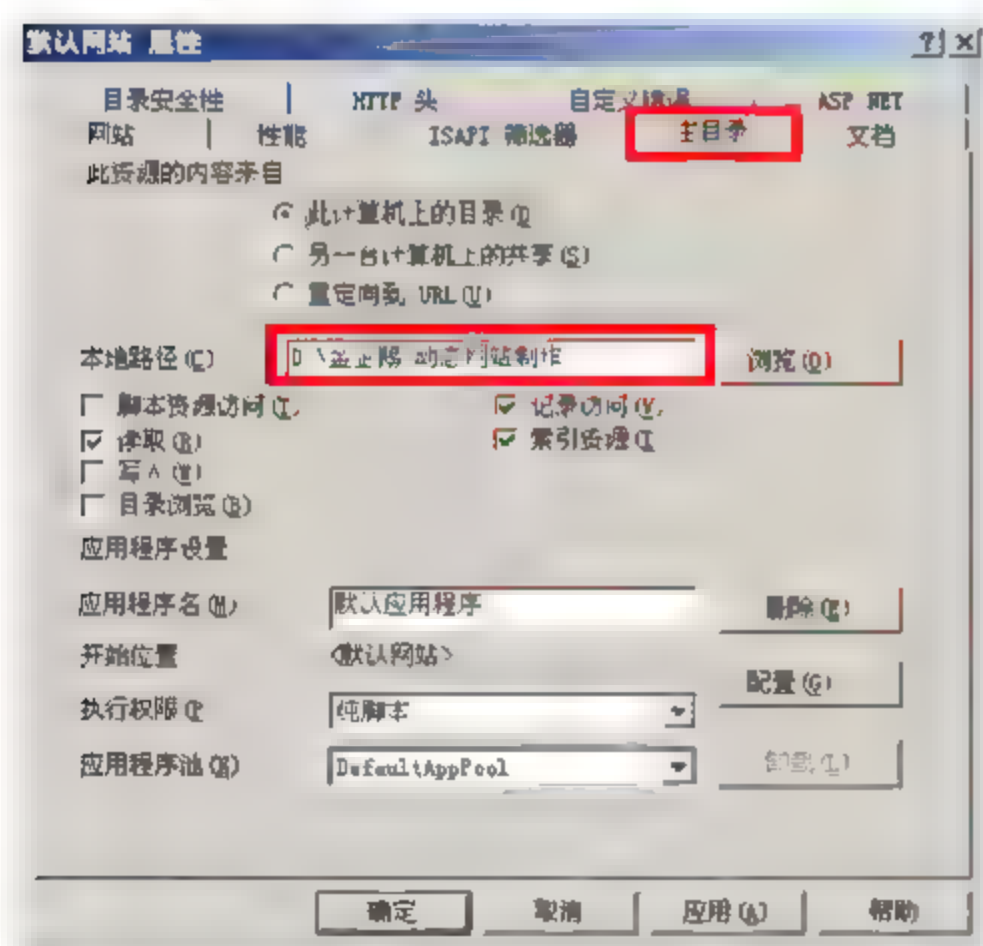 默认网站 属性
目录安全性 HTTP 头 自定义错误 ASP NET
网站 性能 ISAPI 筛选器 主目录 文档
此资源的内容来自
此计算机上的目录(D)
另一台计算机上的共享(S)
重定向到 URL(U)
本地路径(C) D \ 动态网站制作 浏览(O)
脚本资源访问(T) 记录访问(V)
读取(R) 索引资源(I
写入(W)
目录浏览(B)
应用程序设置
应用程序名(M) 默认应用程序 删除(E)
开始位置 <默认网站>
配置(G)
执行权限(P 纯脚本
应用程序池(N) DefaultAppPool 卸载(L)
确定 取消 应用(A) 帮助